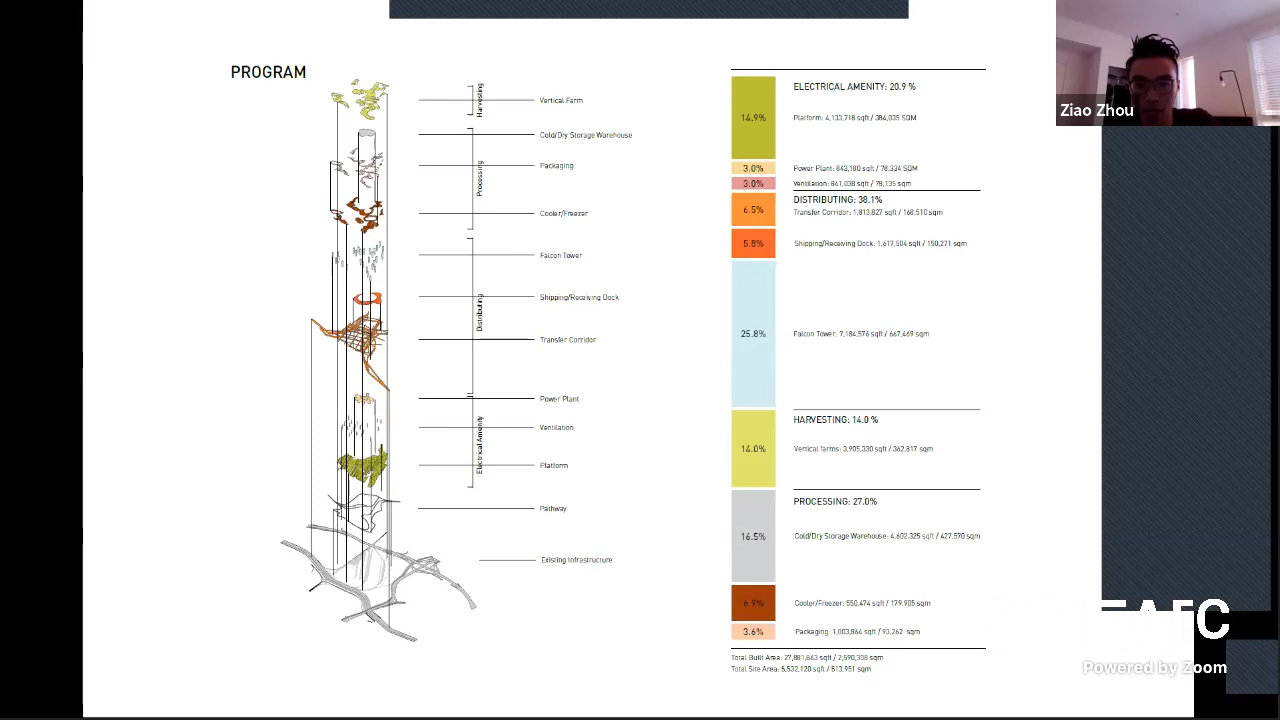 PROGRAM
Harvesting
Vertical Farm
Cold/Dry Storage Warehouse
Processing
Packaging
Cooler/Freezer
Falcon Tower
Distributing
Shipping/Receiving Dock
Transfer Corridor
Power Plant
Electrical Amenity
Ventilation
Platform
Pathway
Existing Infrastructure
ELECTRICAL AMENITY: 20.9 %
14.9%
Platform: 4,133,718 sqft / 384,035 SQM
3.0%
Power Plant: 843,180 sqft / 78,334 SQM
3.0%
Ventilation: 841,038 sqft / 78,135 sqm
DISTRIBUTING: 38.1%
6.5%
Transfer Corridor: 1,813,827 sqft / 168,510 sqm
5.8%
Shipping/Receiving Dock: 1,617,504 sqft / 150,271 sqm
25.8%
Falcon Tower: 7,184,576 sqft / 667,469 sqm
HARVESTING: 14.0 %
14.0%
Vertical farms: 3,905,330 sqft / 362,817 sqm
PROCESSING: 27.0%
16.5%
Cold/Dry Storage Warehouse: 4,602,325 sqft / 427,570 sqm
6.9%
Cooler/Freezer: 550,474 sqft / 179,905 sqm
3.6%
Packaging: 1,003,864 sqft / 93,262 sqm
Total Built Area: 27,881,843 sqft / 2,590,308 sqm
Total Site Area: 5,532,120 sqft / 513,951 sqm
Ziao Zhou
Powered by Zoom